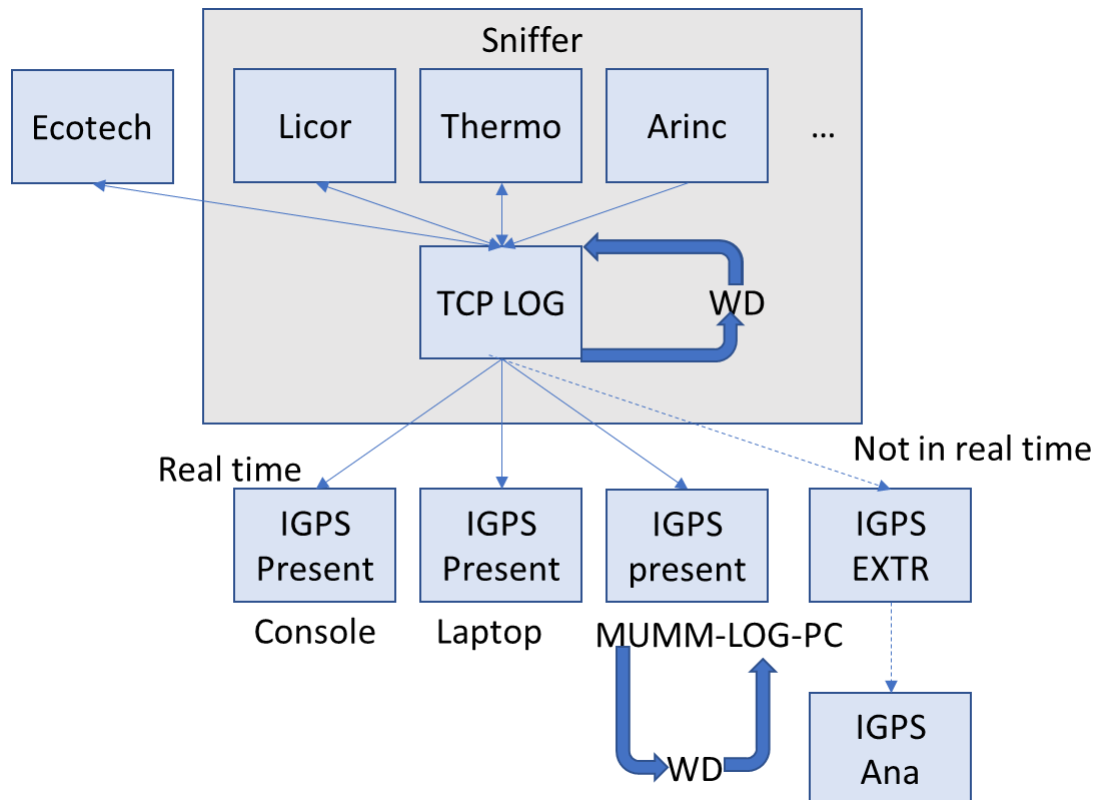 Sniffer
Ecotech
Licor
Thermo
Arinc
...
TCP LOG
WD
Real time
Not in real time
IGPS
Present
IGPS
Present
IGPS
present
IGPS
EXTR
Console
Laptop
MUMM-LOG-PC
WD
IGPS
Ana